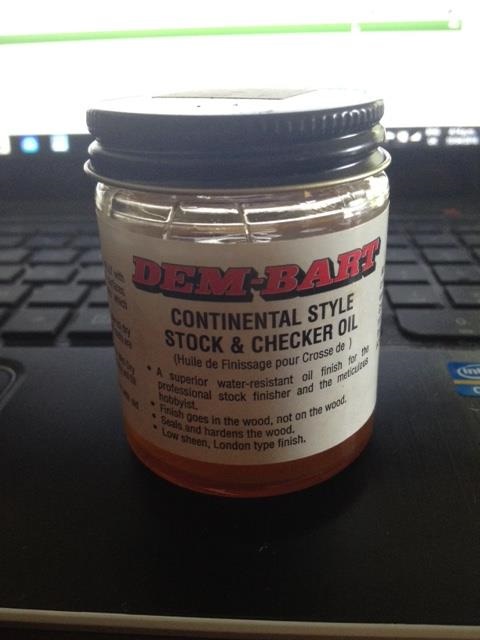 DEM-BART
CONTINENTAL STYLE
STOCK & CHECKER OIL
(Huile de Finissage pour Crosse de )
• A superior water-resistant oil finish for the
professional stock finisher and the meticulous
hobbyist.
• Finish goes in the wood, not on the wood.
• Seals and hardens the wood.
• Low sheen, London type finish.